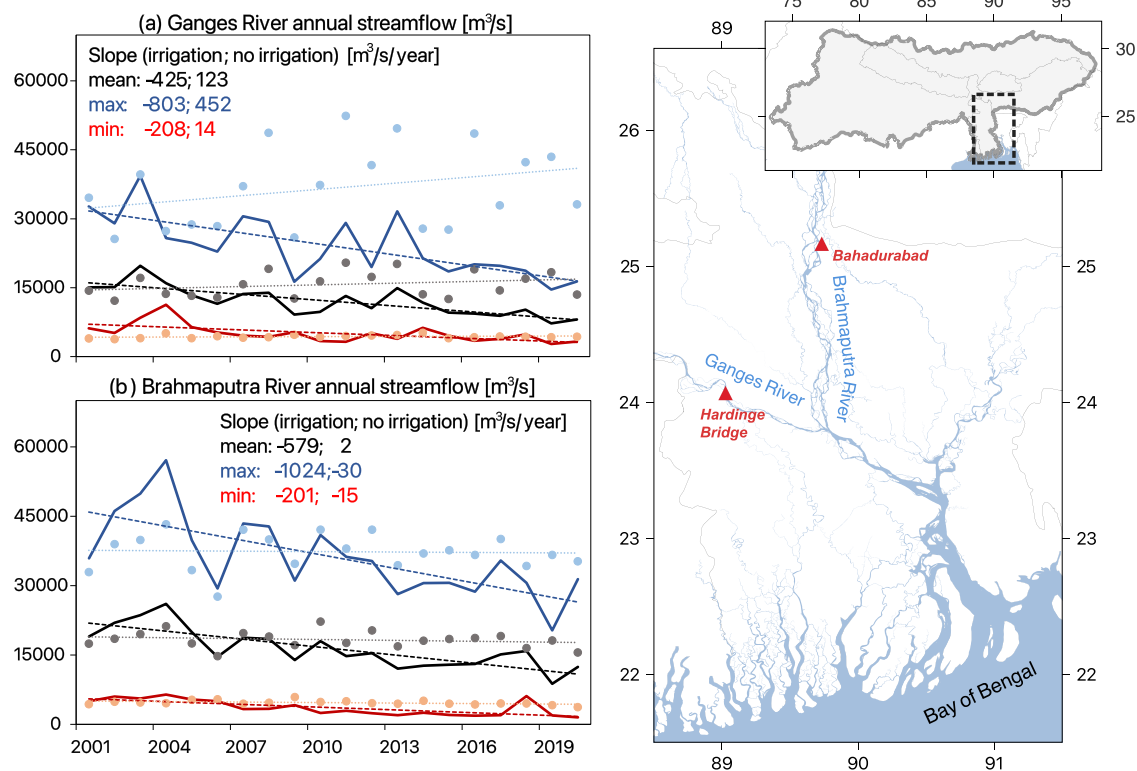 (a) Ganges River annual streamflow [m³/s]
Slope (irrigation; no irrigation) [m³/s/year]
mean: -425; 123
max: -803; 452
min: -208; 14
60000
45000
30000
15000
0
(b) Brahmaputra River annual streamflow [m³/s]
Slope (irrigation; no irrigation) [m³/s/year]
mean: -579; 2
max: -1024;-30
min: -201; -15
60000
45000
30000
15000
0
2001 2004 2007 2010 2013 2016 2019
75 80 85 90 95
30
25
89
26
25
24
23
22
25
24
23
22
Bahadurabad
Brahmaputra River
Ganges River
Hardinge
Bridge
Bay of Bengal
89 90 91